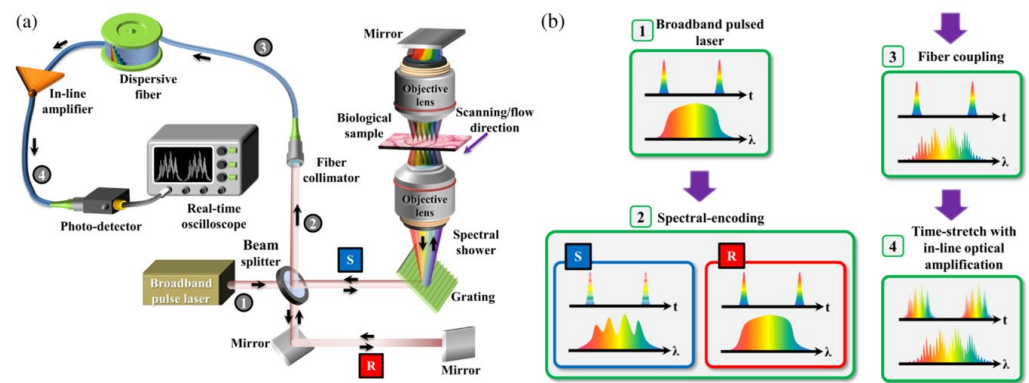 (a)
Mirror
3
Dispersive
fiber
In-line
amplifier
Objective
lens
Biological
sample
Scanning/flow
direction
4
Fiber
collimator
Objective
lens
Photo-detector
Real-time
oscilloscope
2
Spectral
shower
Beam
splitter
S
Broadband
pulse laser
1
Grating
Mirror
R
Mirror
(b)
1
Broadband pulsed
laser
t
λ
2
Spectral-encoding
S
t
λ
R
t
λ
3
Fiber coupling
t
λ
4
Time-stretch with
in-line optical
amplification
t
λ